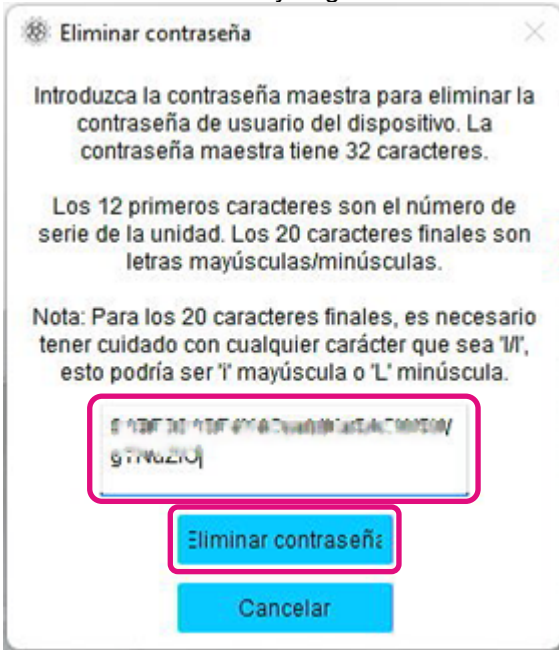 Eliminar contraseña
Introduzca la contraseña maestra para eliminar la
contraseña de usuario del dispositivo. La
contraseña maestra tiene 32 caracteres.
Los 12 primeros caracteres son el número de
serie de la unidad. Los 20 caracteres finales son
letras mayúsculas/minúsculas.
Nota: Para los 20 caracteres finales, es necesario
tener cuidado con cualquier carácter que sea 'I/l',
esto podría ser 'i' mayúscula o 'L' minúscula.
Eliminar contraseña
Cancelar